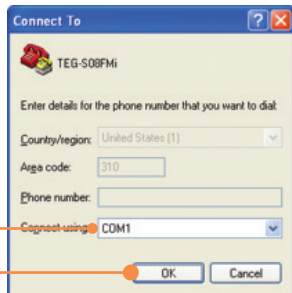 Connect To
TEG-S08FMi
Enter details for the phone number that you want to dial:
Country/region: United States (1)
Area code: 310
Phone number:
Connect using: COM1
OK Cancel